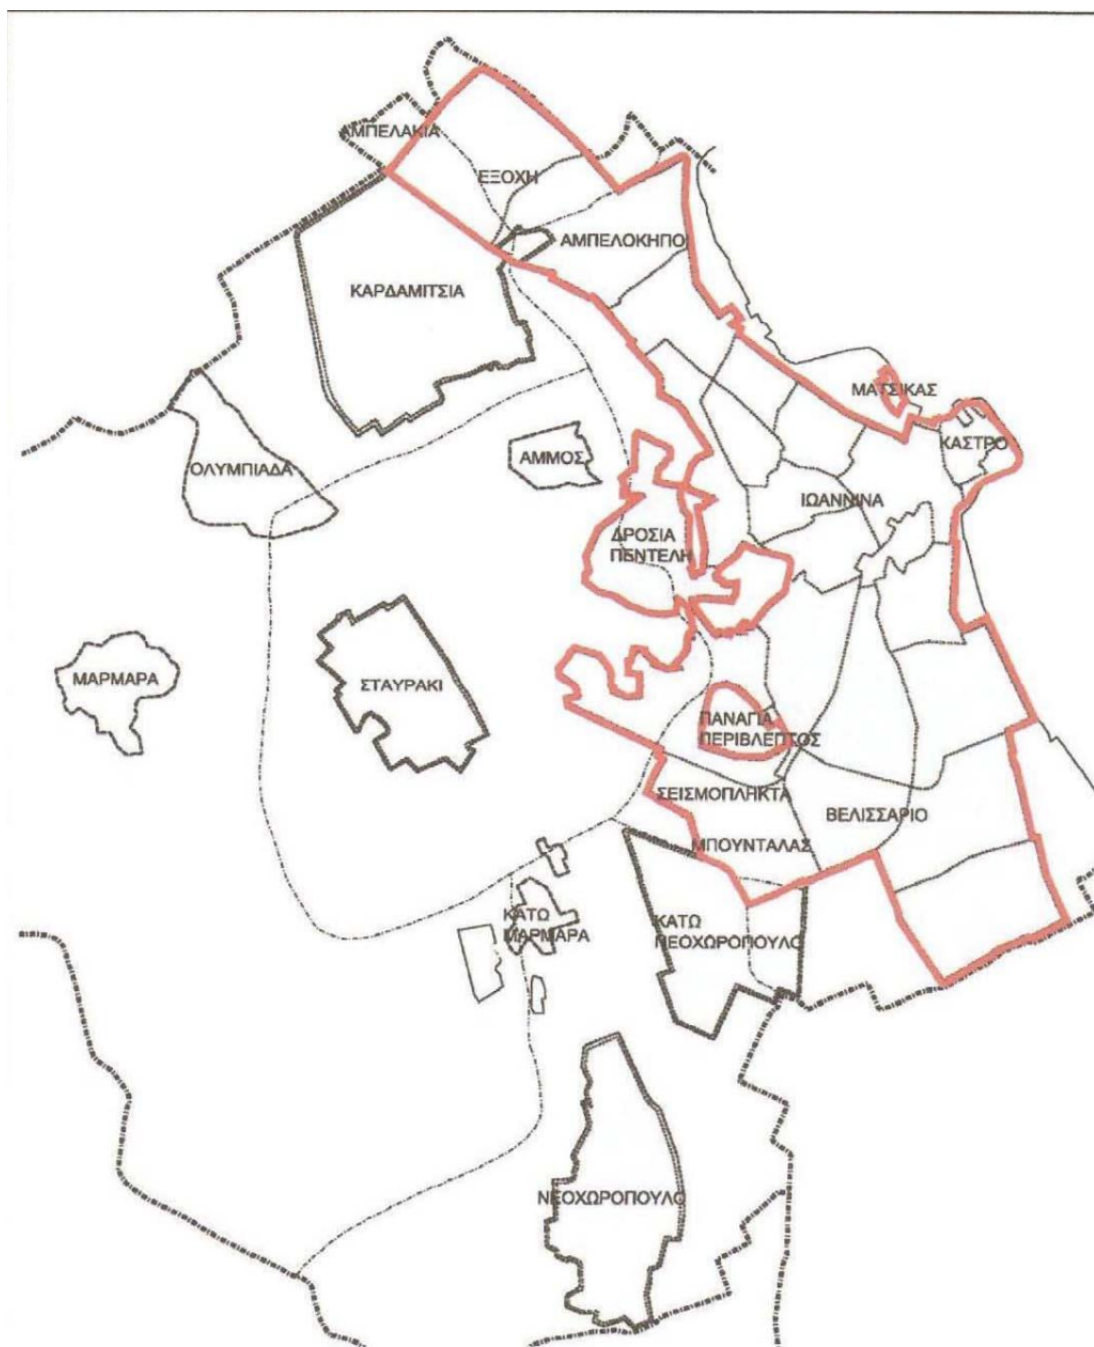 ΑΜΠΕΛΑΚΙΑ
ΕΞΟΧΗ
ΑΜΠΕΛΟΚΗΠΟΙ
ΚΑΡΔΑΜΙΤΣΙΑ
ΜΑΤΣΙΚΑΣ
ΚΑΣΤΡΟ
ΟΛΥΜΠΙΑΔΑ
ΑΜΜΟΣ
ΙΩΑΝΝΙΝΑ
ΔΡΟΣΙΑ
ΠΕΝΤΕΛΗ
ΜΑΡΜΑΡΑ
ΣΤΑΥΡΑΚΙ
ΠΑΝΑΓΙΑ
ΠΕΡΙΒΛΕΠΤΟΣ
ΣΕΙΣΜΟΠΛΗΚΤΑ
ΒΕΛΙΣΣΑΡΙΟ
ΜΠΟΥΝΤΑΛΑΣ
ΚΑΤΩ
ΜΑΡΜΑΡΑ
ΚΑΤΩ
ΝΕΟΧΩΡΟΠΟΥΛΟ
ΝΕΟΧΩΡΟΠΟΥΛΟ